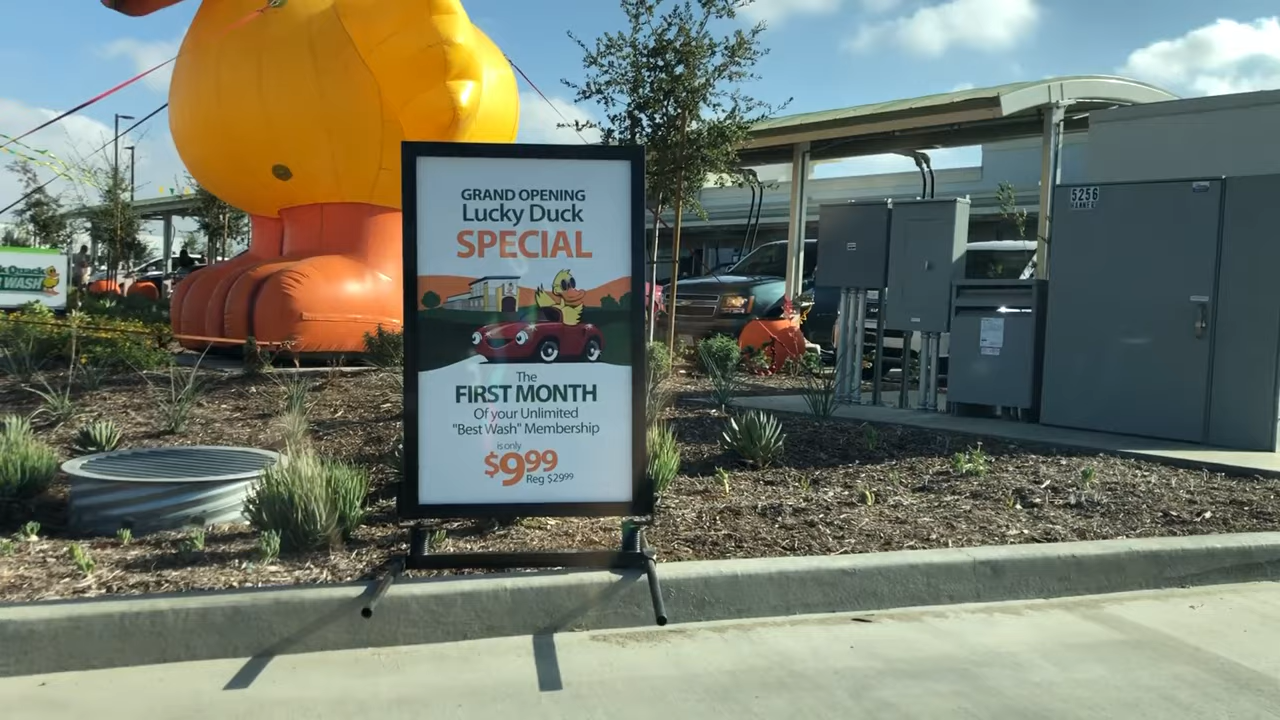 GRAND OPENING
Lucky Duck
SPECIAL
The
FIRST MONTH
Of your Unlimited
"Best Wash" Membership
is only
$9.99
Reg $29.99
k Quack
WASH
5256